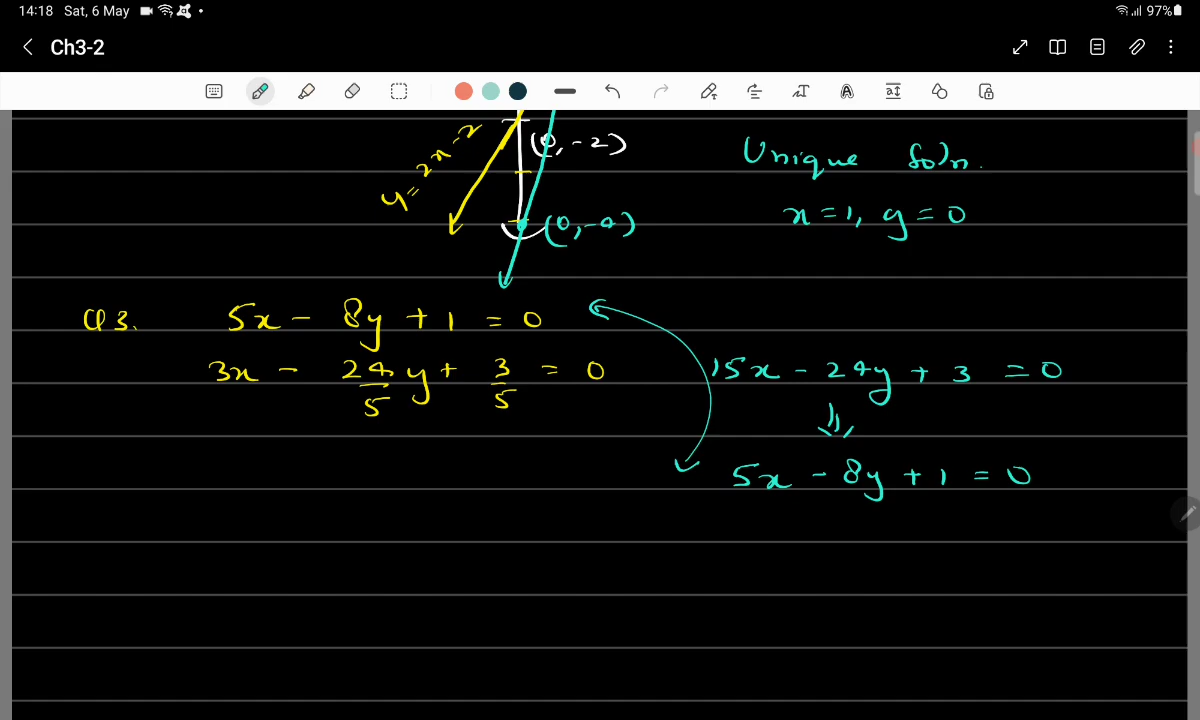 14:18 Sat, 6 May 97%
Ch3-2
y = 2x - 2
(0, -2)
(0, -4)
Unique Soln.
x = 1, y = 0
Q3. 5x - 8y + 1 = 0
3x - 24/5 y + 3/5 = 0
15x - 24y + 3 = 0
5x - 8y + 1 = 0